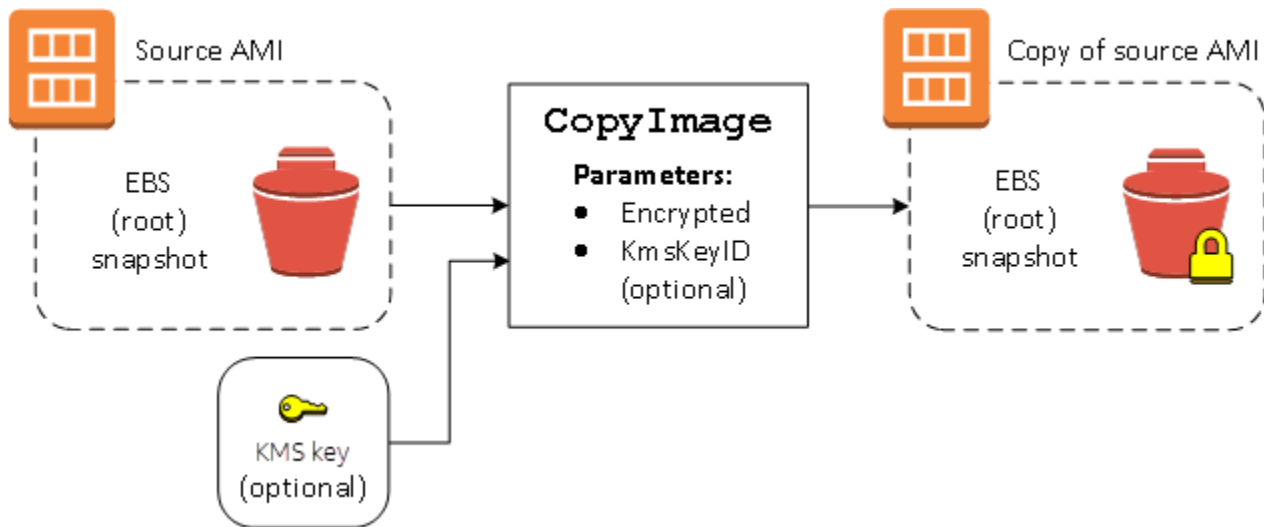 Source AMI
EBS
(root)
snapshot
KMS key
(optional)
CopyImage
Parameters:
● Encrypted
● KmsKeyID
(optional)
Copy of source AMI
EBS
(root)
snapshot